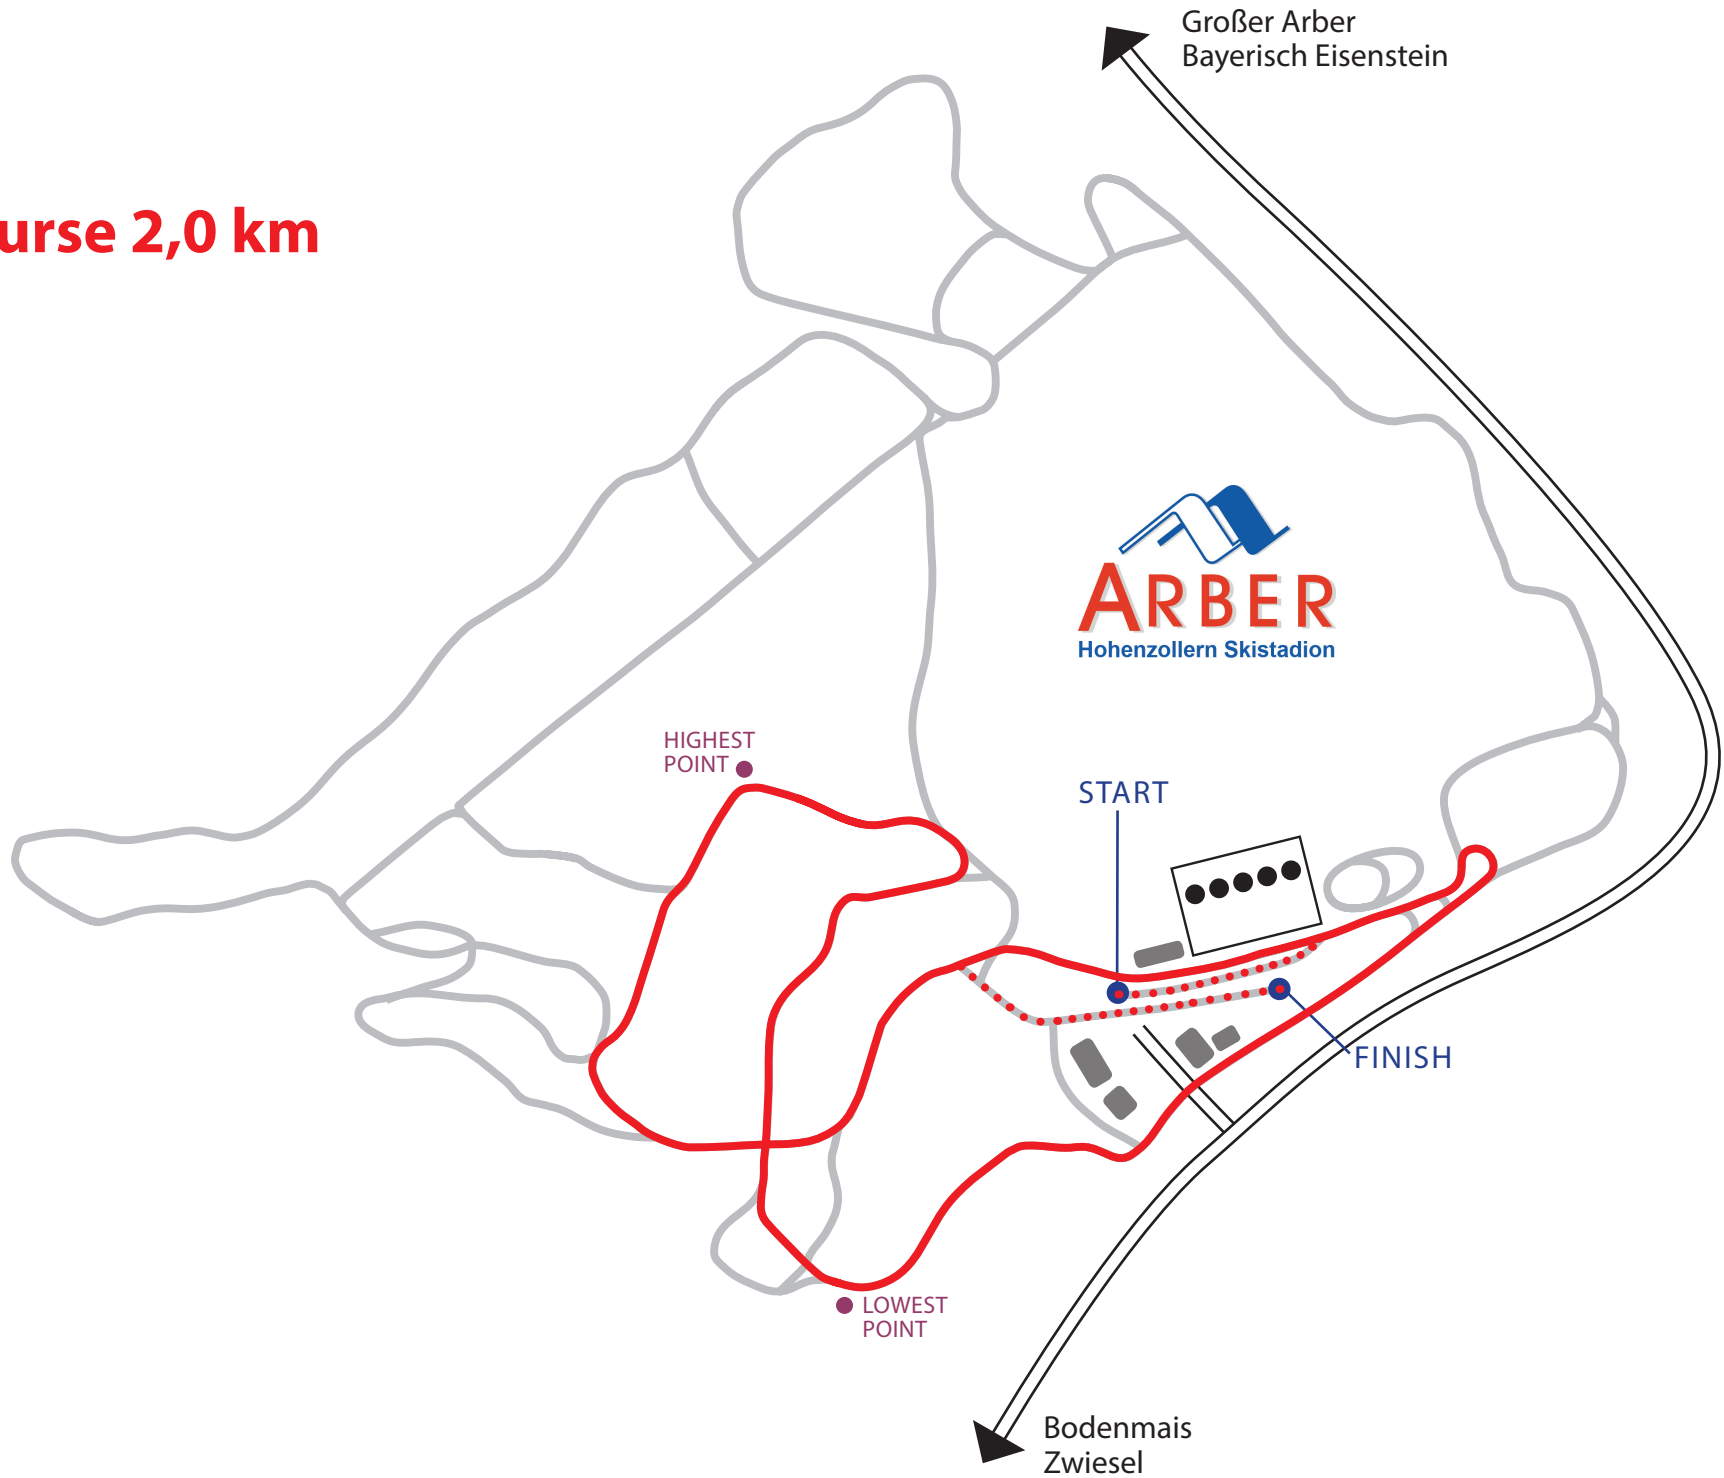 Großer Arber
Bayerisch Eisenstein
urse 2,0 km
ARBER
Hohenzollern Skistadion
HIGHEST
POINT
START
FINISH
LOWEST
POINT
Bodenmais
Zwiesel